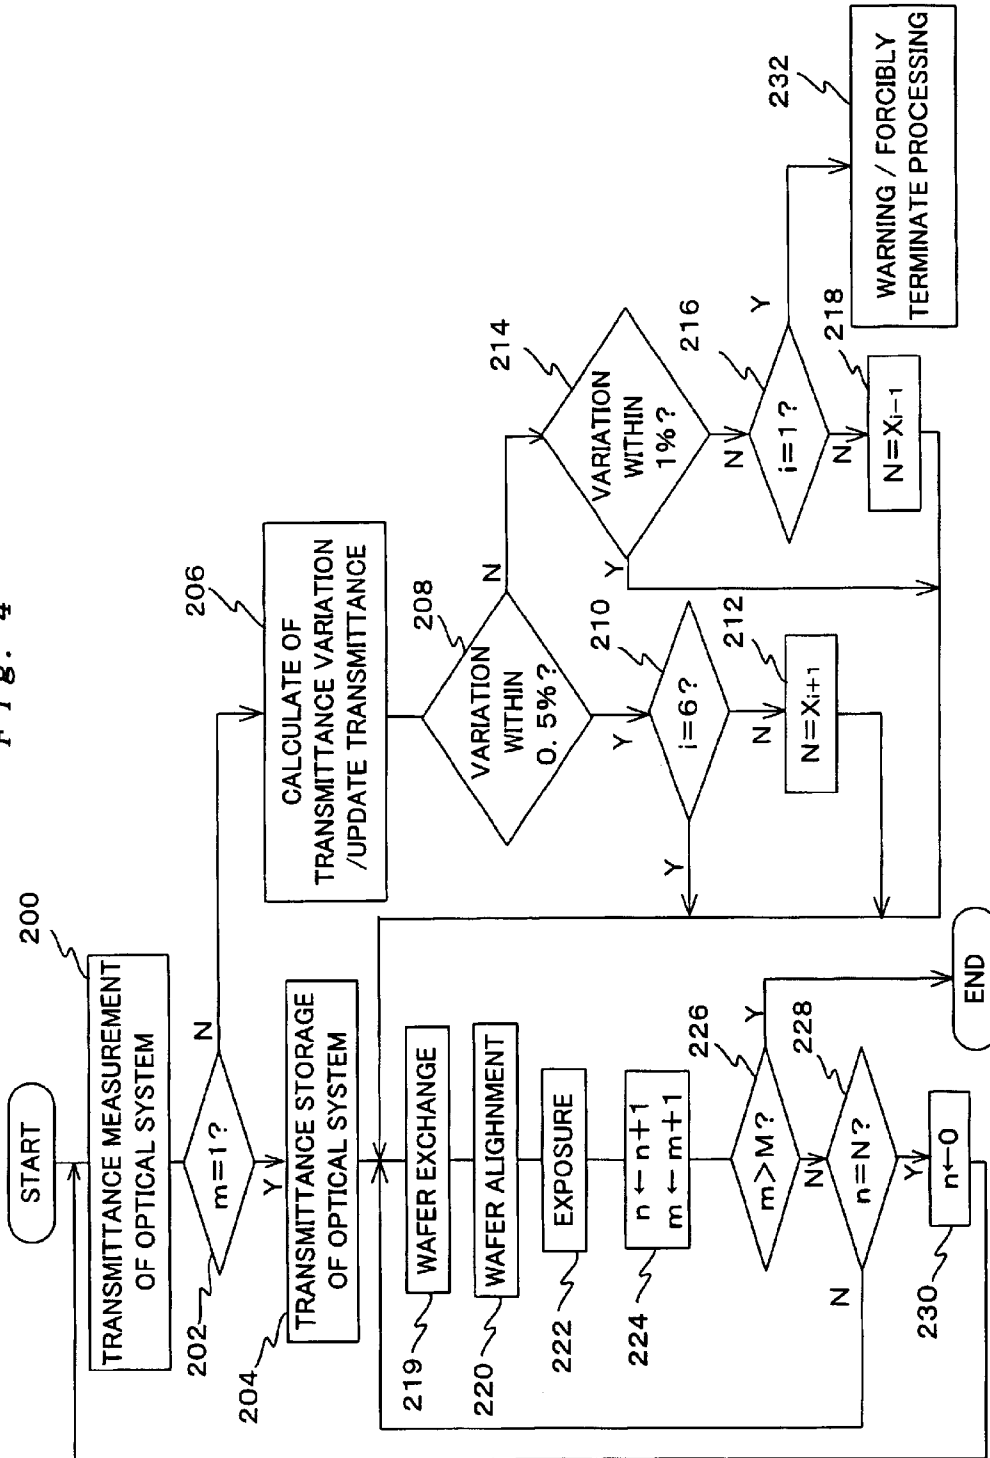 Fig. 4
START
200
TRANSMITTANCE MEASUREMENT
OF OPTICAL SYSTEM
202
m=1?
N
Y
204
TRANSMITTANCE STORAGE
OF OPTICAL SYSTEM
206
CALCULATE OF
TRANSMITTANCE VARIATION
/UPDATE TRANSMITTANCE
208
VARIATION
WITHIN
0. 5%?
N
Y
210
i=6?
Y
N
212
N=Xi+1
214
VARIATION
WITHIN
1%?
Y
N
216
i=1?
Y
N
218
N=Xi−1
232
WARNING / FORCIBLY
TERMINATE PROCESSING
219
WAFER EXCHANGE
220
WAFER ALIGHNMENT
222
EXPOSURE
224
n←n+1
m←m+1
226
m>M?
Y
N
228
n=N?
N
Y
230
n←0
END